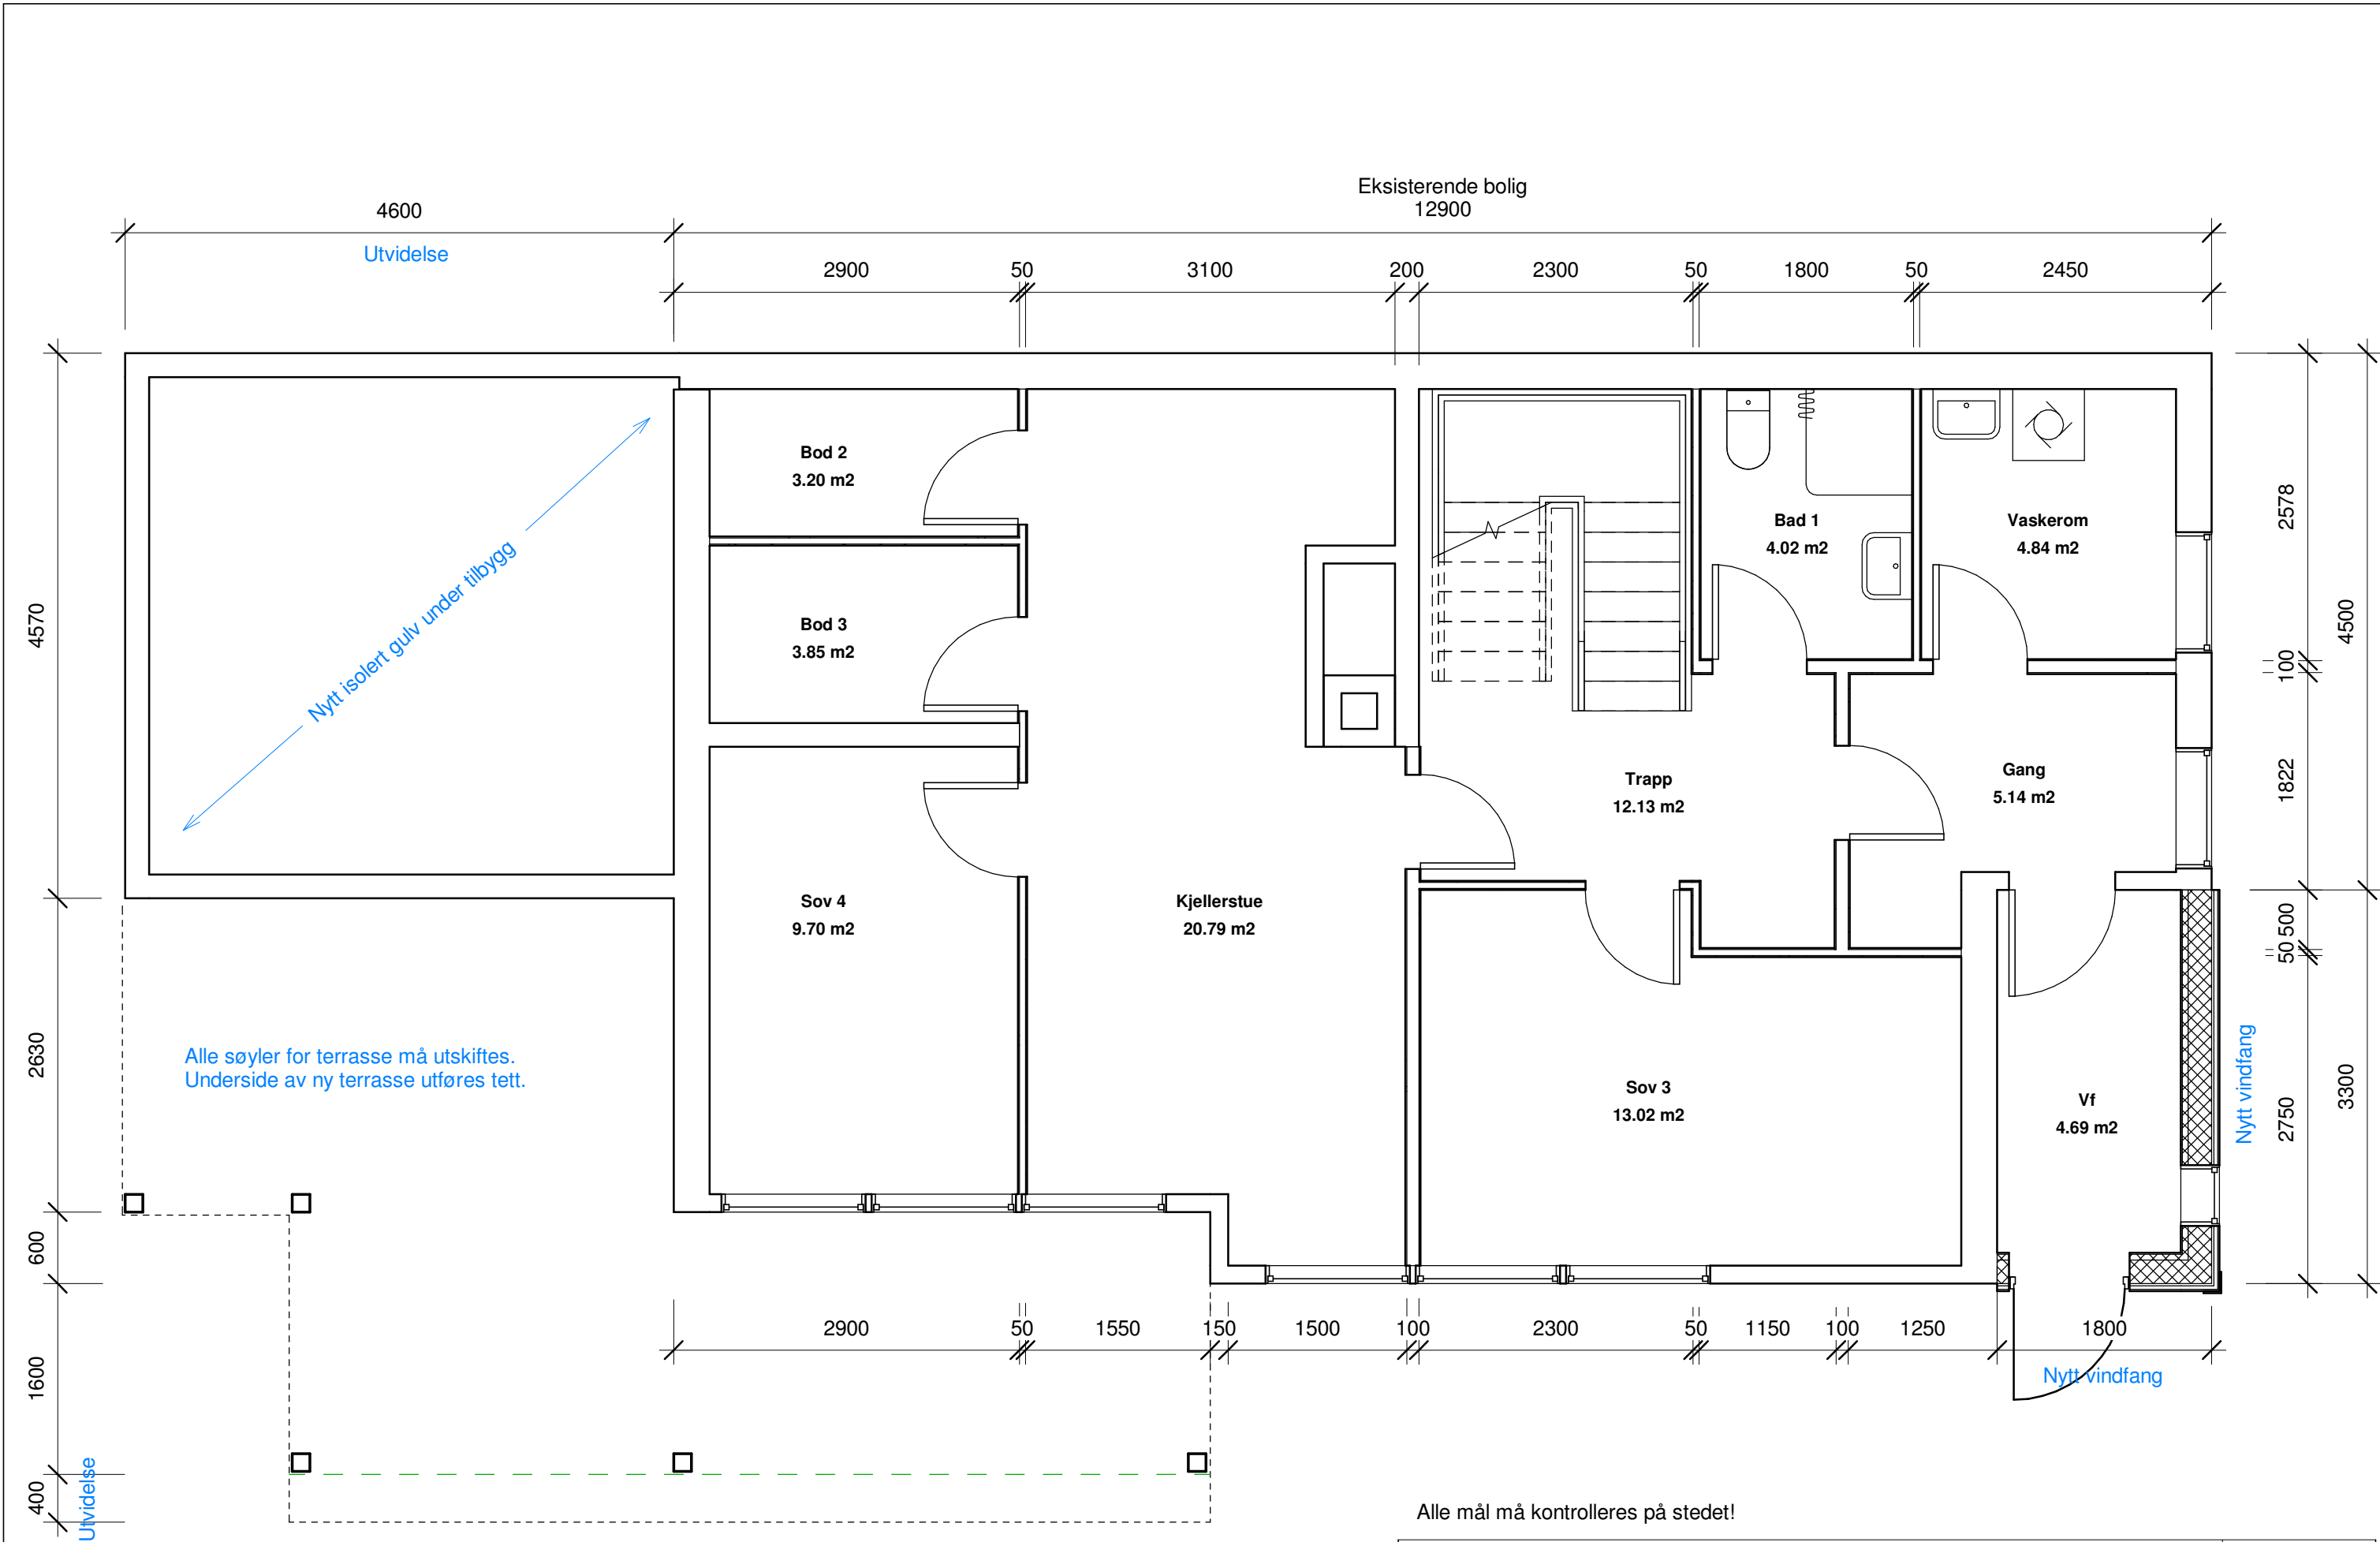 Eksisterende bolig
4600
12900
Utvidelse
2900
50
3100
200
2300
50
1800
50
2450
Bod 2
3.20 m2
Bod 3
3.85 m2
Nytt isolert gulv under tilbygg
Bad 1
4.02 m2
Vaskerom
4.84 m2
Trapp
12.13 m2
Gang
5.14 m2
Sov 4
9.70 m2
Kjellerstue
20.79 m2
Sov 3
13.02 m2
Vf
4.69 m2
Alle søyler for terrasse må utskiftes.
Underside av ny terrasse utføres tett.
4570
2630
600
1600
400
Utvidelse
2578
100
1822
500
50
2750
4500
3300
Nytt vindfang
2900
50
1550
150
1500
100
2300
50
1150
100
1250
1800
Nytt vindfang
Alle mål må kontrolleres på stedet!